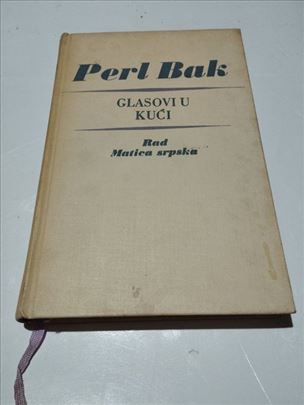 Perl Bak
GLASOVI U
KUĆI
Rad
Matica srpska